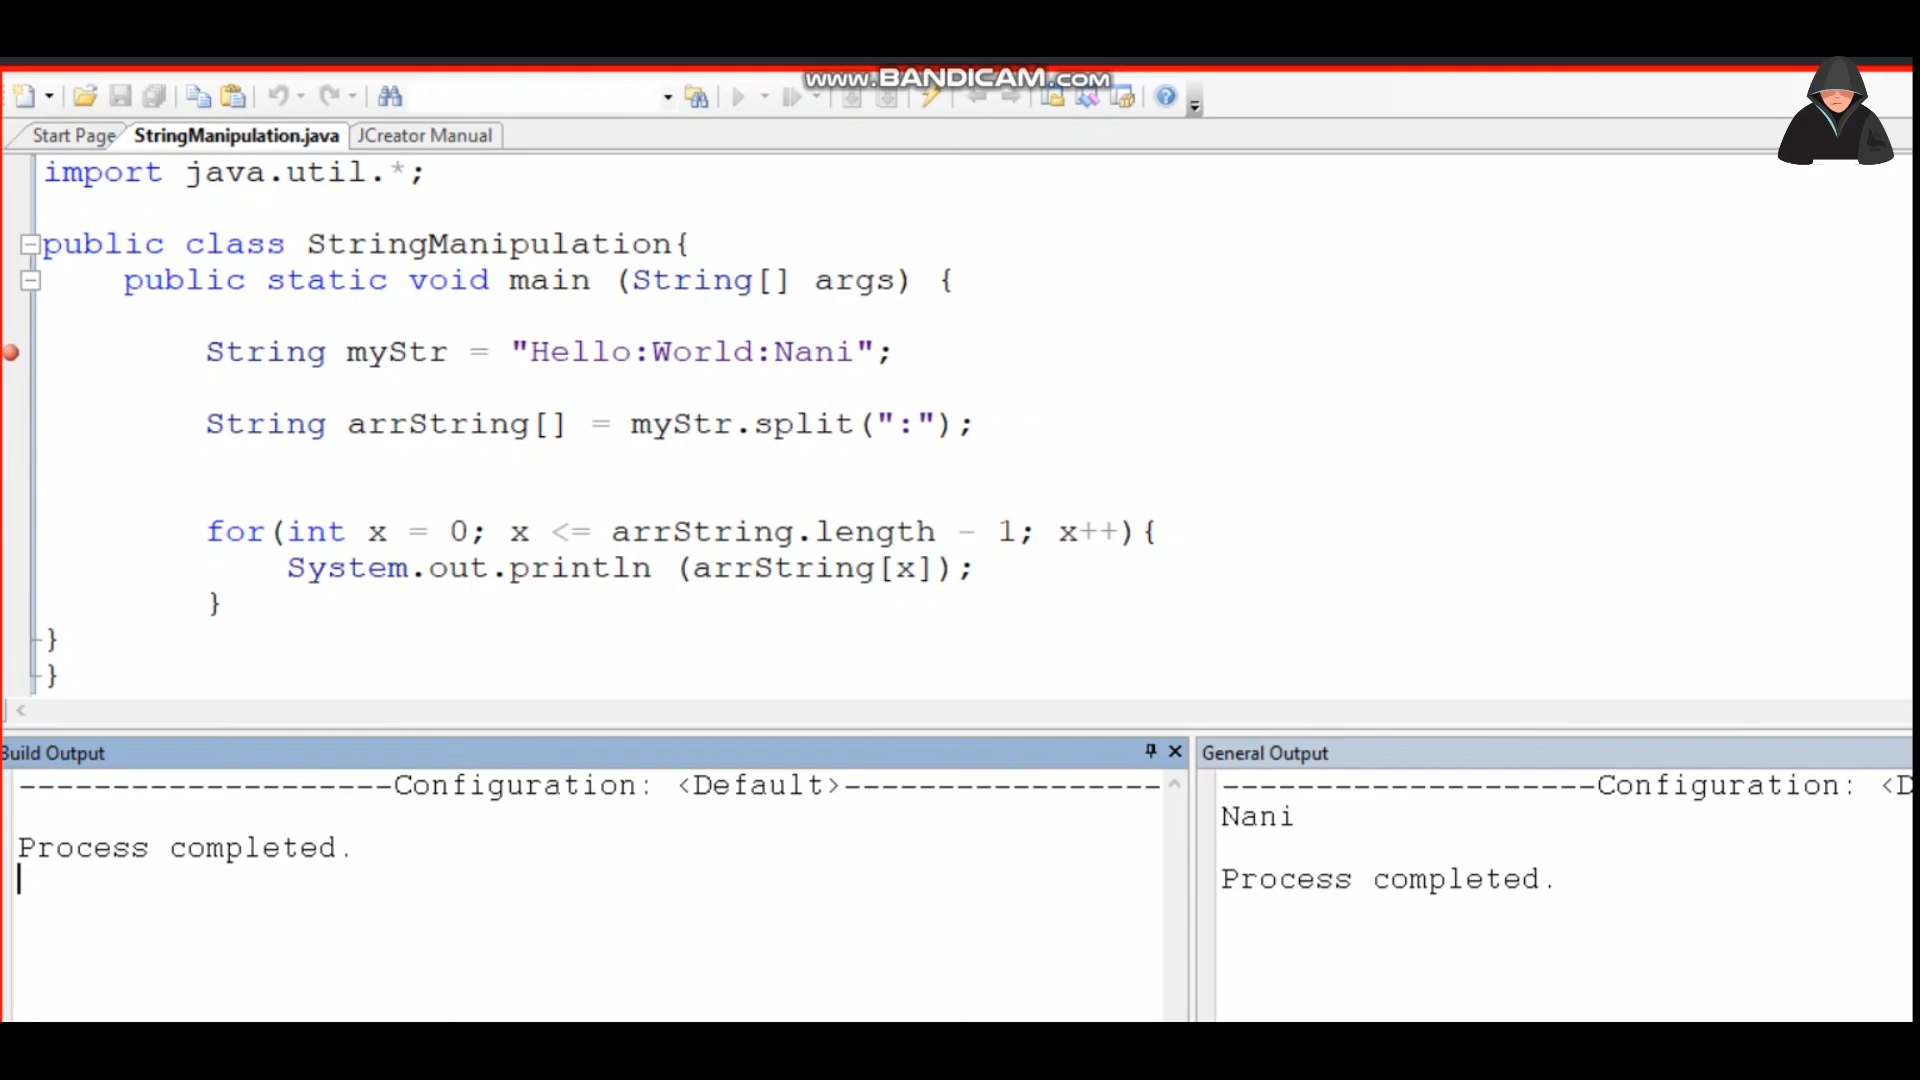 www.BANDICAM.com
Start Page StringManipulation.java JCreator Manual
import java.util.*;
public class StringManipulation{
public static void main (String[] args) {
String myStr = "Hello:World:Nani";
String arrString[] = myStr.split(":");
for(int x = 0; x <= arrString.length - 1; x++){
System.out.println (arrString[x]);
}
}
}
Build Output
--------------------Configuration: <Default>-----------------
Process completed.
General Output
--------------------Configuration: <D
Nani
Process completed.